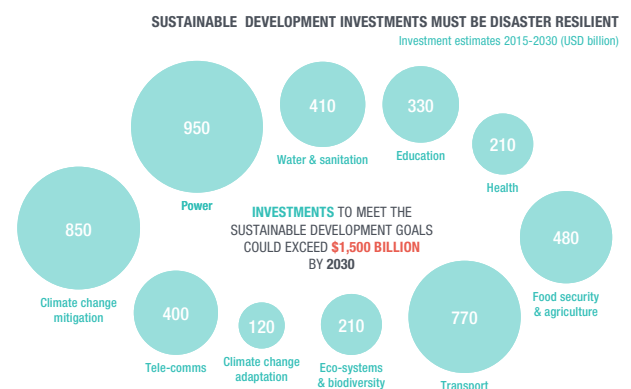 SUSTAINABLE DEVELOPMENT INVESTMENTS MUST BE DISASTER RESILIENT
Investment estimates 2015-2030 (USD billion)
950
Power
410
Water & sanitation
330
Education
210
Health
850
Climate change
mitigation
INVESTMENTS TO MEET THE
SUSTAINABLE DEVELOPMENT GOALS
COULD EXCEED $1,500 BILLION
BY 2030
480
Food security
& agriculture
400
Tele-comms
120
Climate change
adaptation
210
Eco-systems
& biodiversity
770
Transport